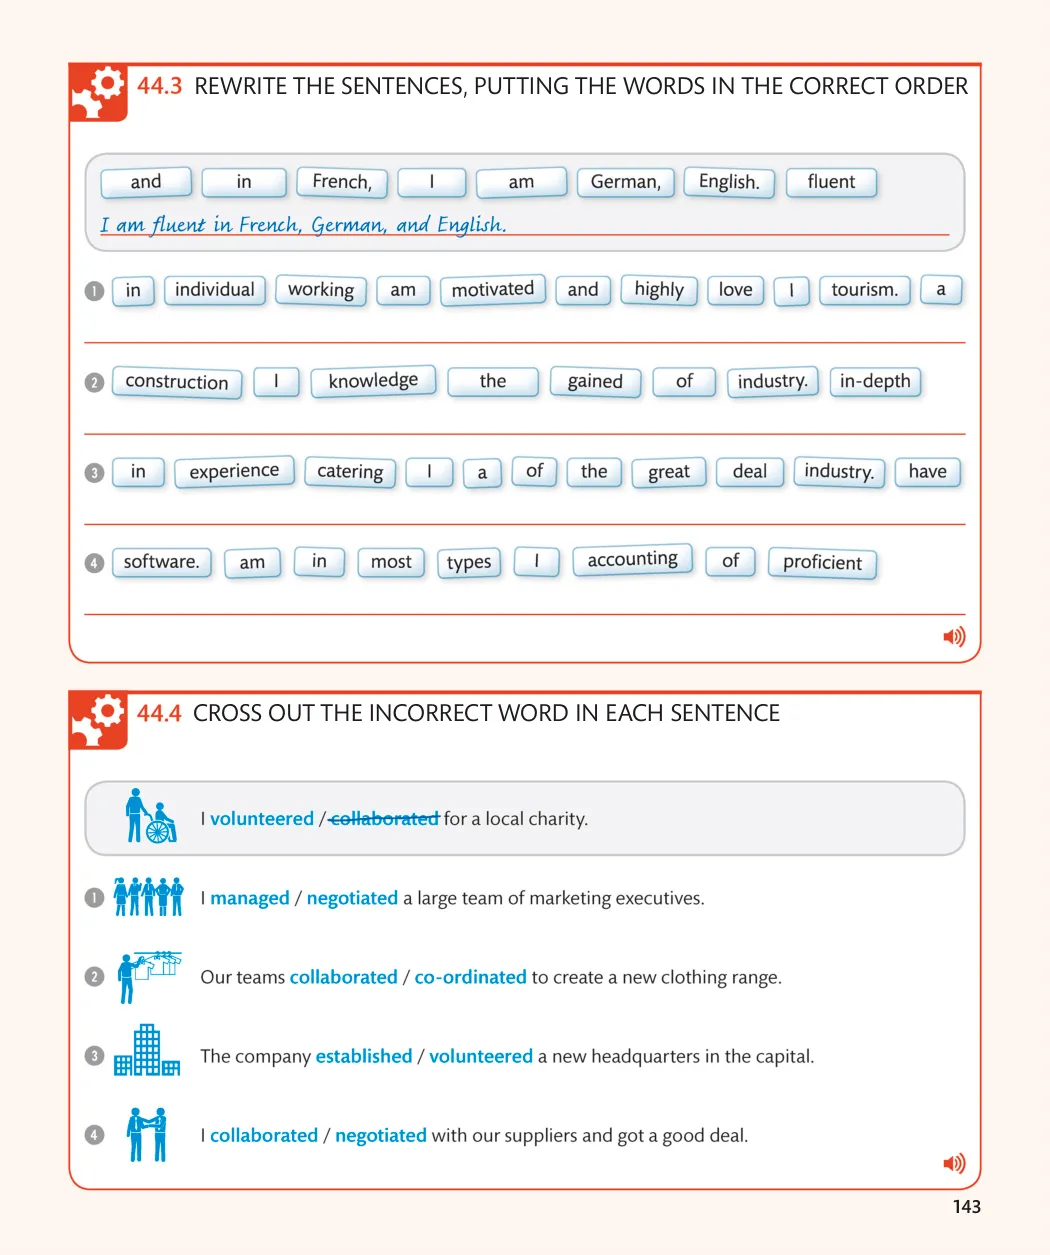 44.3 REWRITE THE SENTENCES, PUTTING THE WORDS IN THE CORRECT ORDER
and in French, I am German, English. fluent
I am fluent in French, German, and English.
1 in individual working am motivated and highly love I tourism. a
2 construction I knowledge the gained of industry. in-depth
3 in experience catering I a of the great deal industry. have
4 software. am in most types I accounting of proficient
44.4 CROSS OUT THE INCORRECT WORD IN EACH SENTENCE
I volunteered / collaborated for a local charity.
1 I managed / negotiated a large team of marketing executives.
2 Our teams collaborated / co-ordinated to create a new clothing range.
3 The company established / volunteered a new headquarters in the capital.
4 I collaborated / negotiated with our suppliers and got a good deal.
143